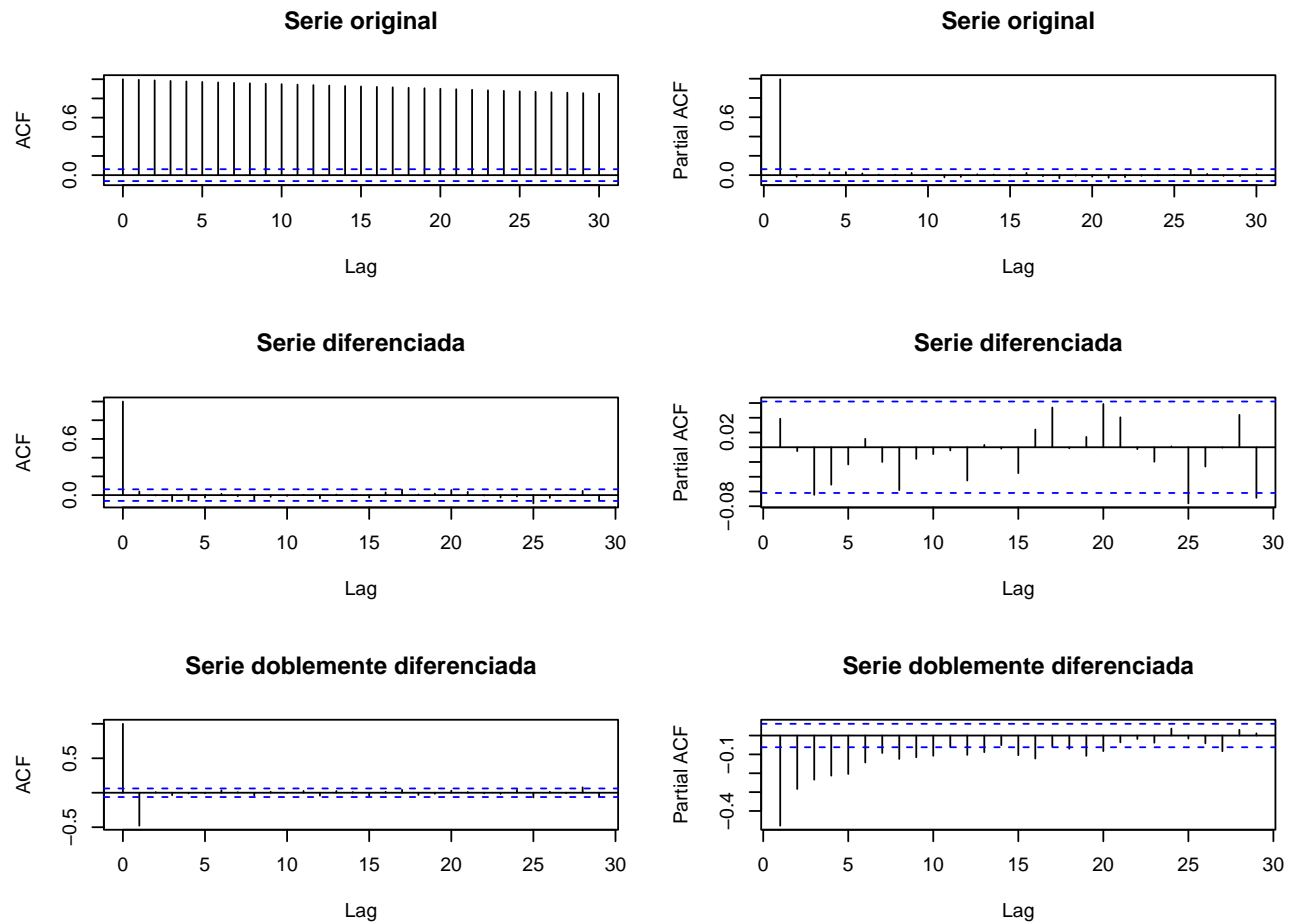 Serie original
ACF
0.0 0.6
0 5 10 15 20 25 30
Lag
Serie original
Partial ACF
0.0 0.6
0 5 10 15 20 25 30
Lag
Serie diferenciada
ACF
0.0 0.6
0 5 10 15 20 25 30
Lag
Serie diferenciada
Partial ACF
−0.08 0.02
0 5 10 15 20 25 30
Lag
Serie doblemente diferenciada
ACF
−0.5 0.5
0 5 10 15 20 25 30
Lag
Serie doblemente diferenciada
Partial ACF
−0.4 −0.1
0 5 10 15 20 25 30
Lag